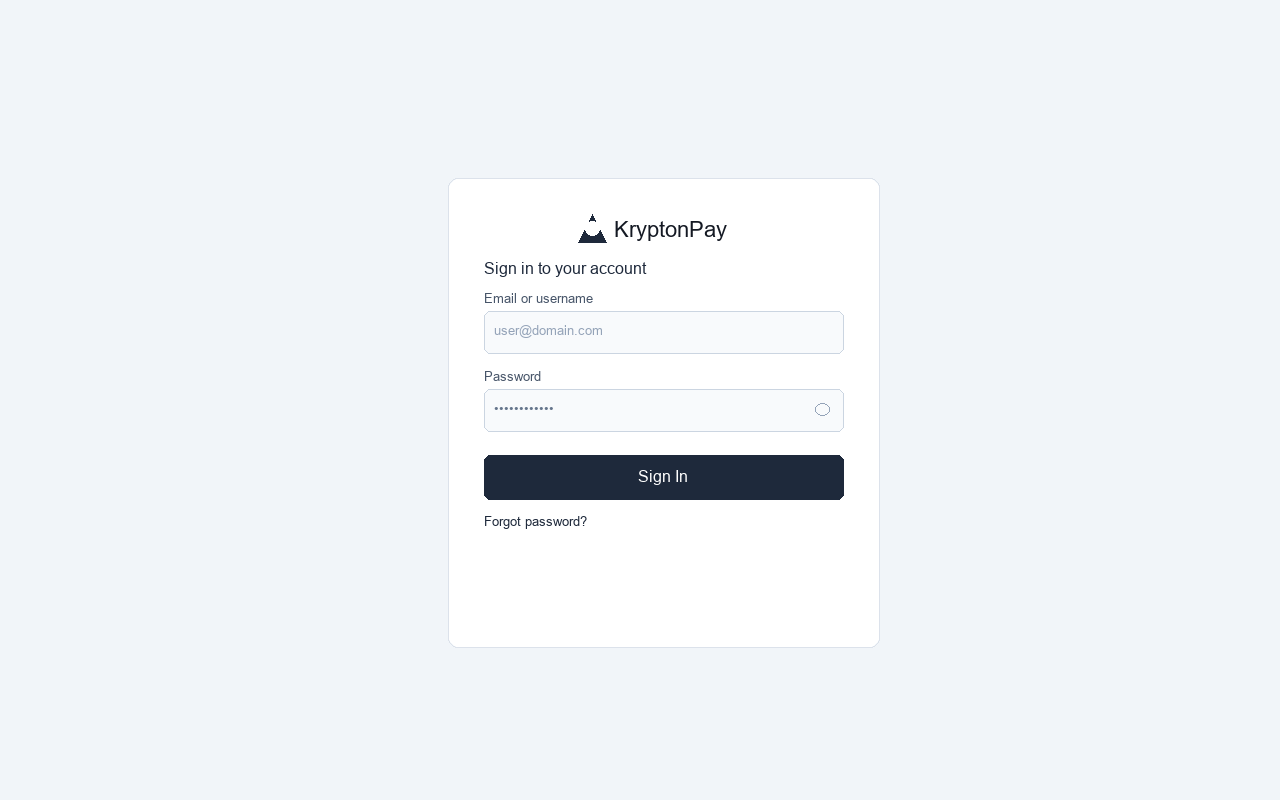 KryptonPay
Sign in to your account
Email or username
user@domain.com
Password
••••••••••••
Sign In
Forgot password?